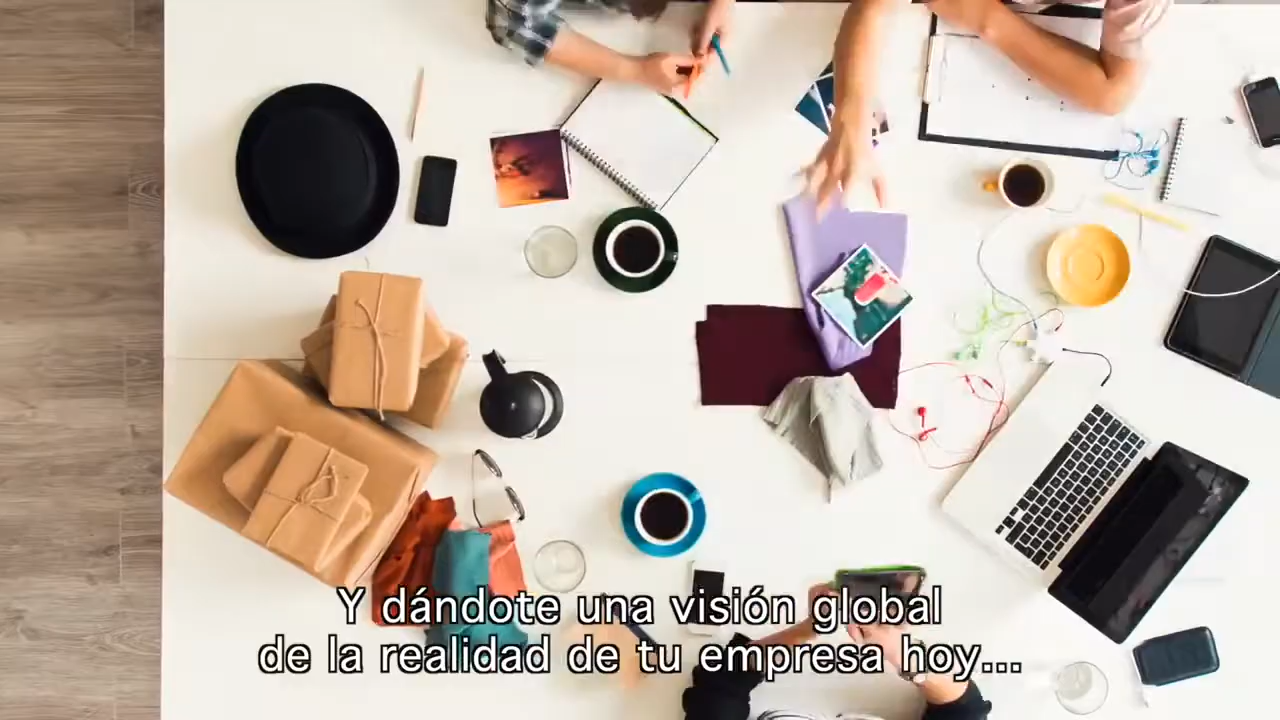 Y dándote una visión global
de la realidad de tu empresa hoy...